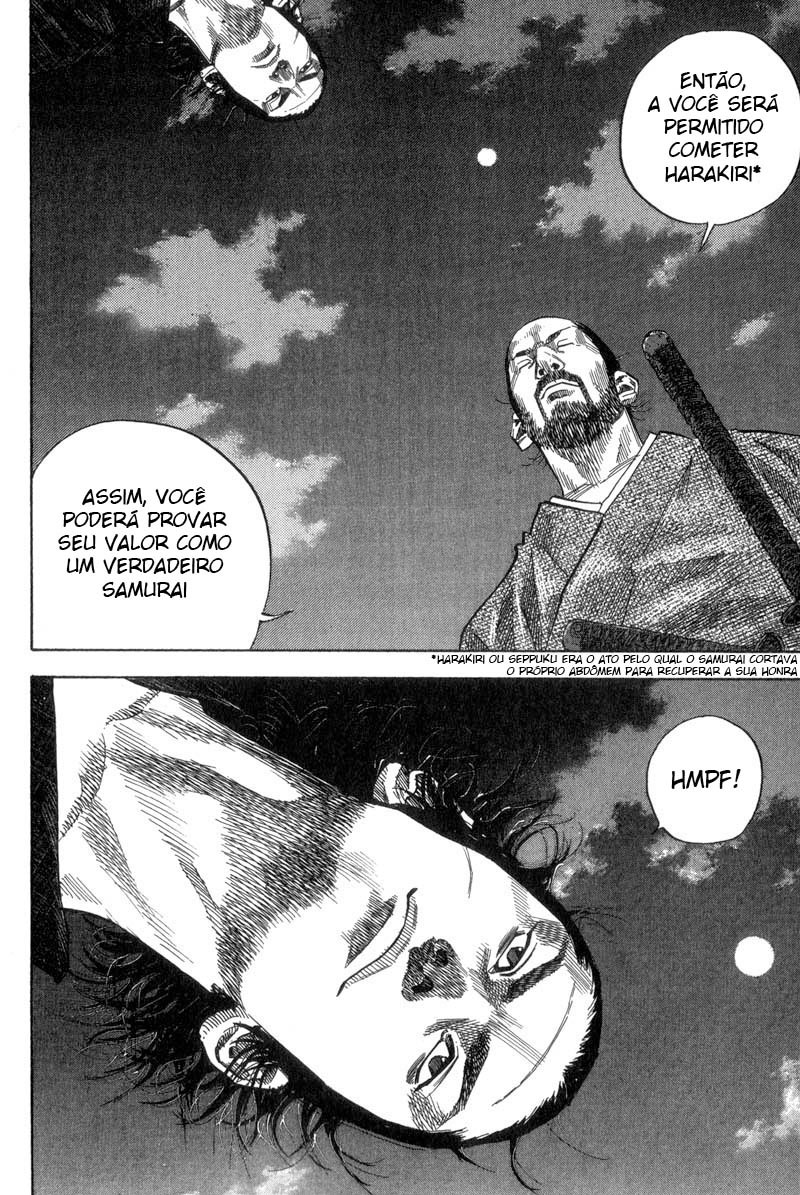 ENTÃO,
A VOCÊ SERÁ
PERMITIDO
COMETER
HARAKIRI*
ASSIM, VOCÊ
PODERÁ PROVAR
SEU VALOR COMO
UM VERDADEIRO
SAMURAI
*HARAKIRI OU SEPPUKU ERA O ATO PELO QUAL O SAMURAI CORTAVA
O PRÓPRIO ABDÔMEM PARA RECUPERAR A SUA HONRA
HMPF!